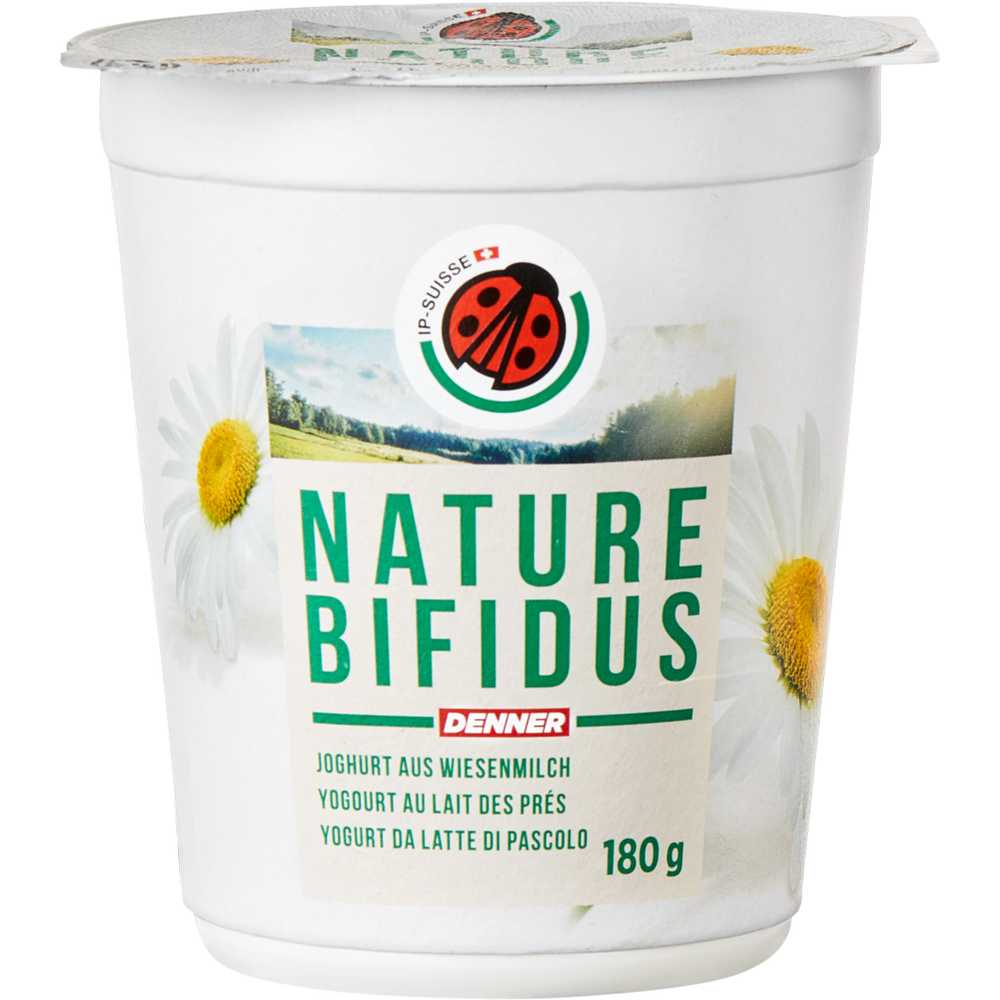 NATURE
IP-SUISSE
NATURE
BIFIDUS
DENNER
JOGHURT AUS WIESENMILCH
YOGOURT AU LAIT DES PRÉS
YOGURT DA LATTE DI PASCOLO
180 g